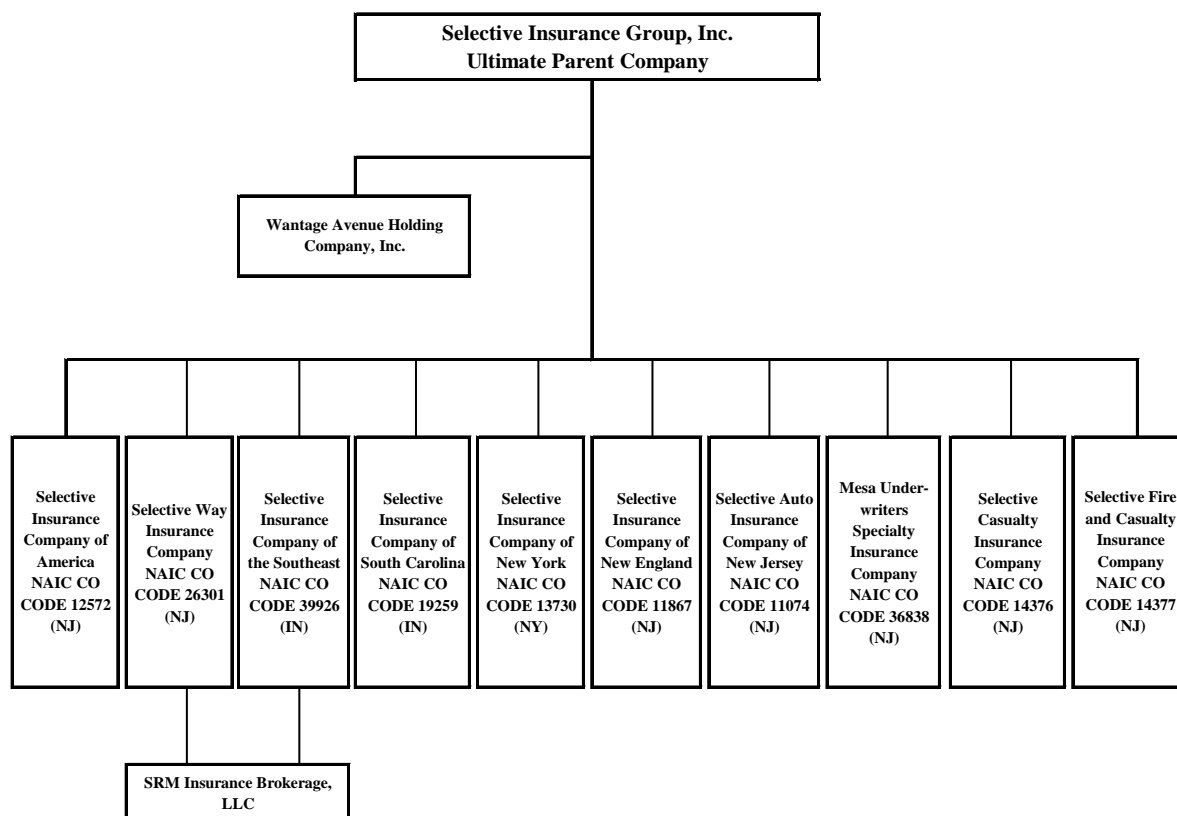 Selective Insurance Group, Inc.
Ultimate Parent Company
Wantage Avenue Holding
Company, Inc.
Selective
Insurance
Company of
America
NAIC CO
CODE 12572
(NJ)
Selective Way
Insurance
Company
NAIC CO
CODE 26301
(NJ)
Selective
Insurance
Company of
the Southeast
NAIC CO
CODE 39926
(IN)
Selective
Insurance
Company of
South Carolina
NAIC CO
CODE 19259
(IN)
Selective
Insurance
Company of
New York
NAIC CO
CODE 13730
(NY)
Selective
Insurance
Company of
New England
NAIC CO
CODE 11867
(NJ)
Selective Auto
Insurance
Company of
New Jersey
NAIC CO
CODE 11074
(NJ)
Mesa Under-
writers
Specialty
Insurance
Company
NAIC CO
CODE 36838
(NJ)
Selective
Casualty
Insurance
Company
NAIC CO
CODE 14376
(NJ)
Selective Fire
and Casualty
Insurance
Company
NAIC CO
CODE 14377
(NJ)
SRM Insurance Brokerage,
LLC